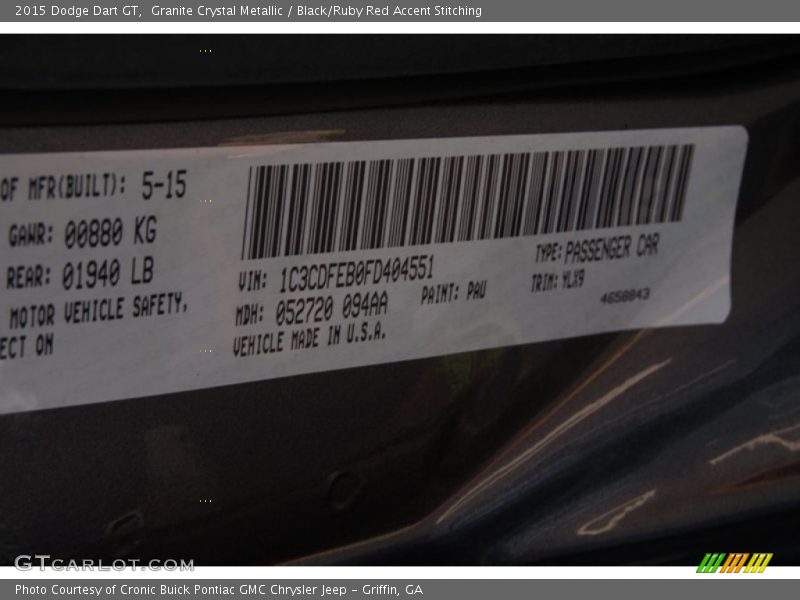 2015 Dodge Dart GT, Granite Crystal Metallic / Black/Ruby Red Accent Stitching
OF MFR(BUILT): 5-15
GAWR: 00880 KG
REAR: 01940 LB
MOTOR VEHICLE SAFETY,
ECT ON
VIN: 1C3CDFEB0FD404551
TYPE: PASSENGER CAR
MDH: 052720 094AA
PAINT: PAU
TRIM: YLX9
VEHICLE MADE IN U.S.A.
4658843
GTCARLOT.COM
Photo Courtesy of Cronic Buick Pontiac GMC Chrysler Jeep - Griffin, GA